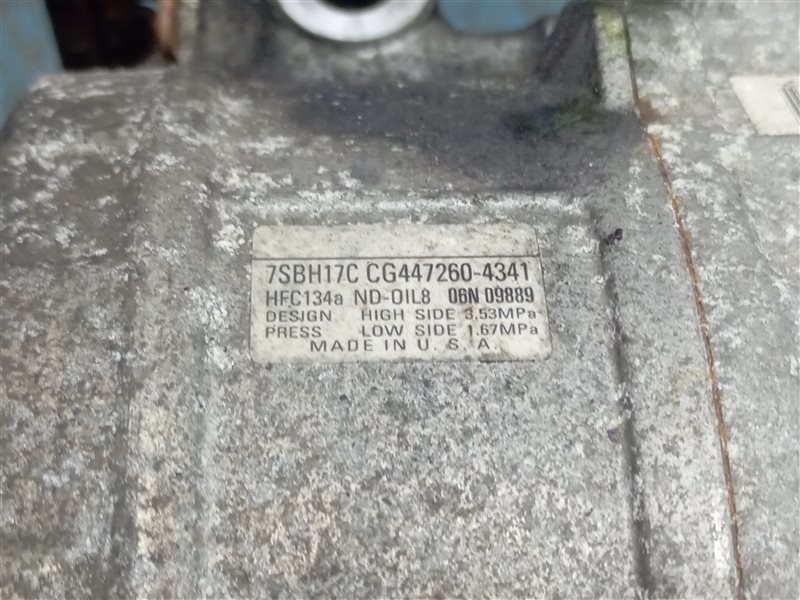 7SBH17C CG447260-4341
HFC134a ND-OIL8 06N 09889
DESIGN HIGH SIDE 3.53MPa
PRESS LOW SIDE 1.67MPa
MADE IN U. S. A.